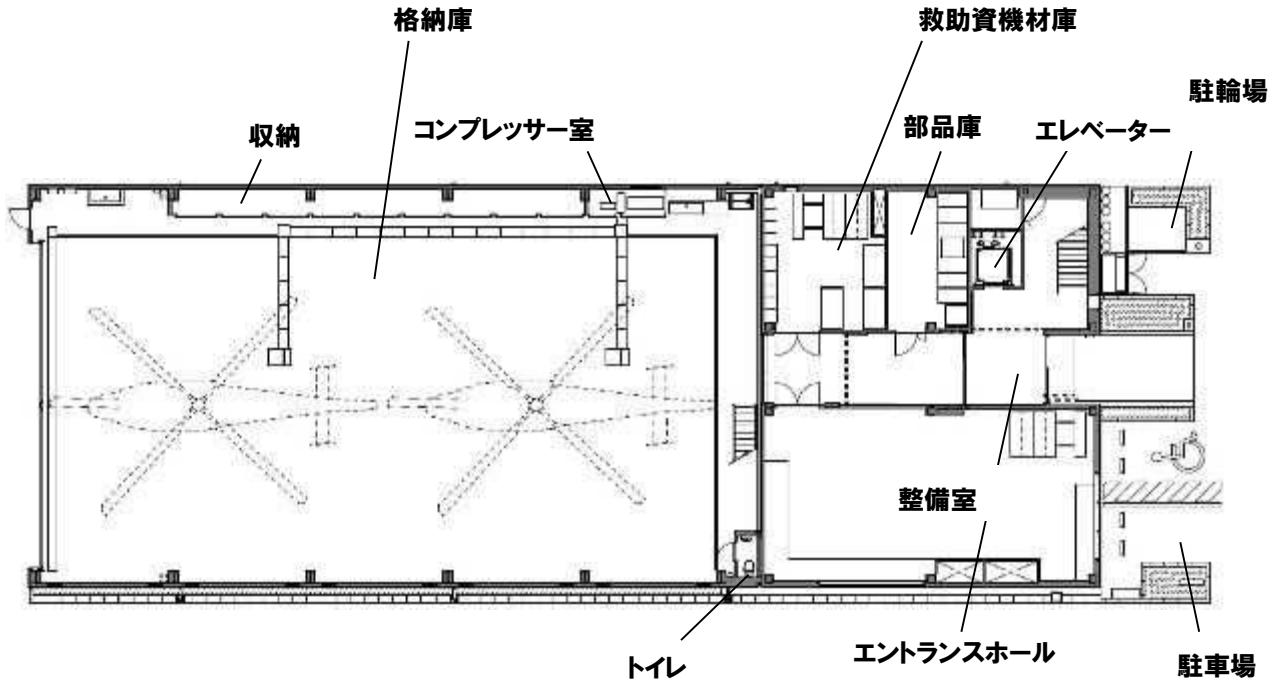 格納庫
救助資機材庫
駐輪場
収納
コンプレッサー室
部品庫
エレベーター
整備室
トイレ
エントランスホール
駐車場